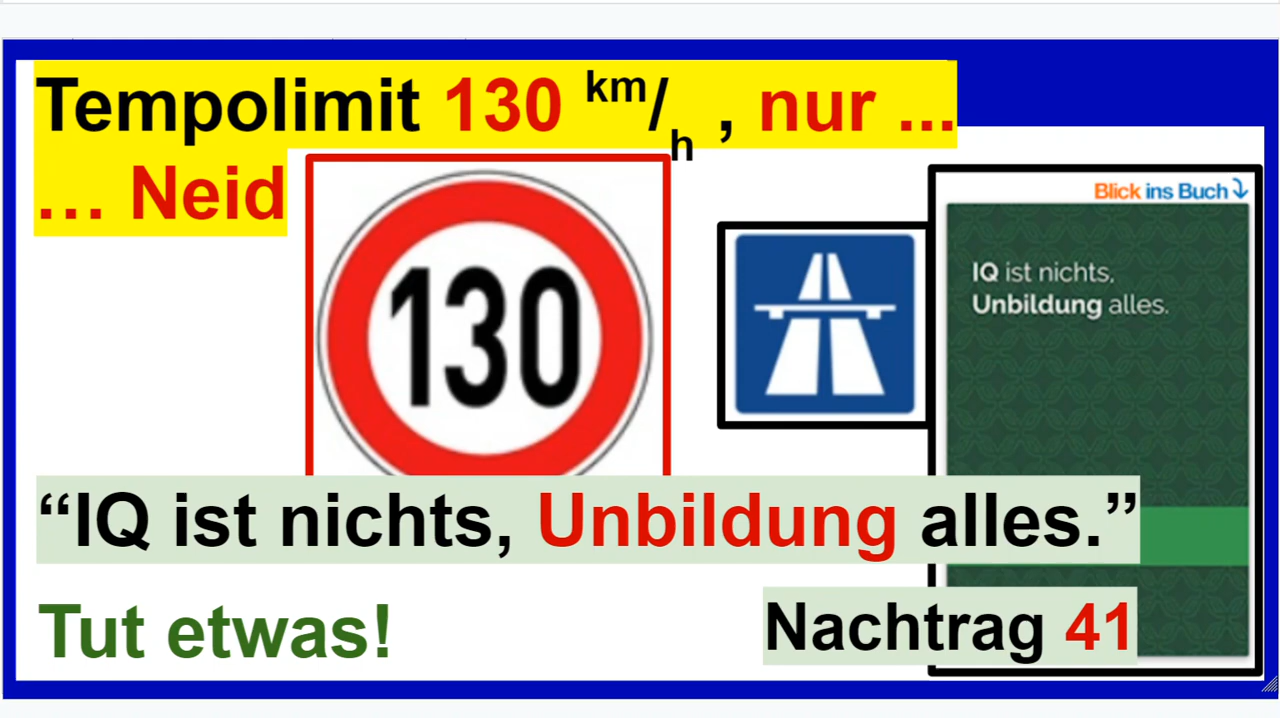 Tempolimit 130 km/h , nur ...
… Neid
130
Blick ins Buch
IQ ist nichts,
Unbildung alles.
“IQ ist nichts, Unbildung alles.”
Tut etwas!
Nachtrag 41